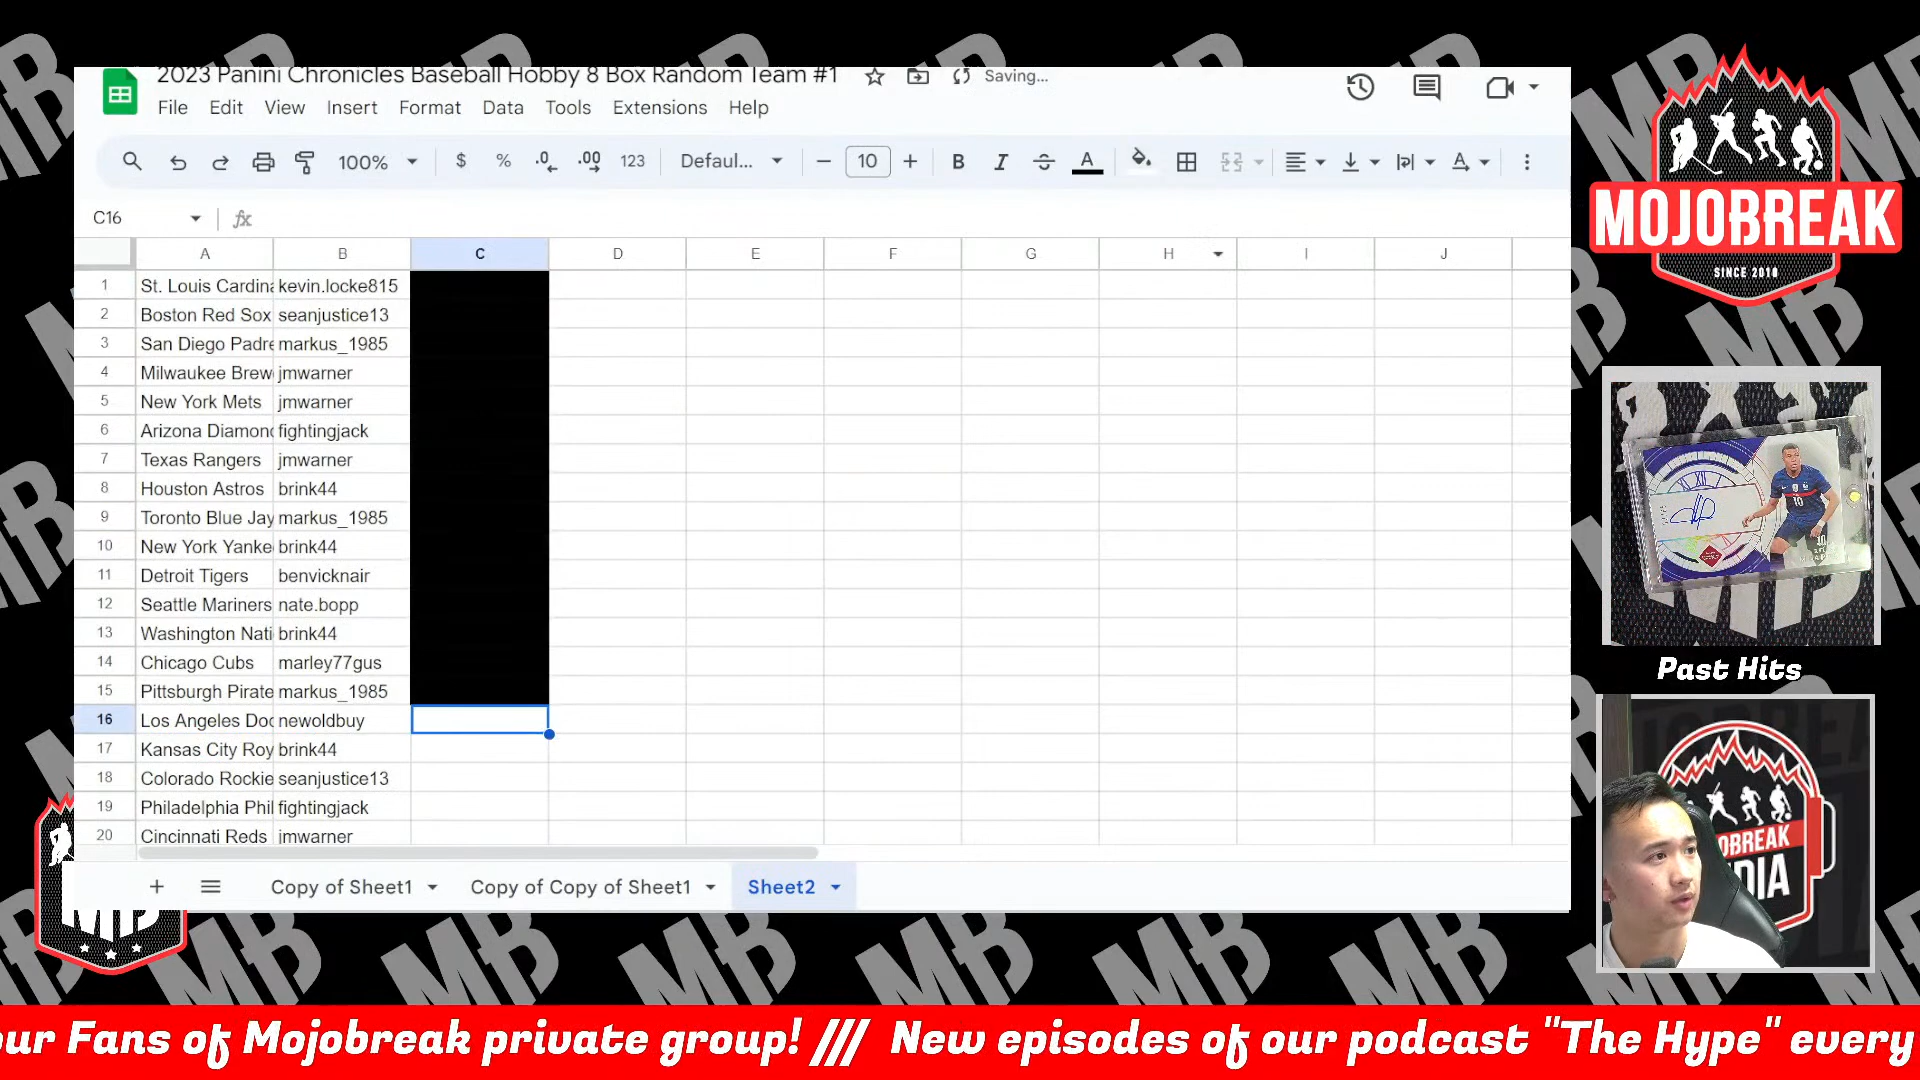 2023 Panini Chronicles Baseball Hobby 8 Box Random Team #1
Saving...
File Edit View Insert Format Data Tools Extensions Help
100% $ % .0 .00 123 Defaul... 10 B I A
C16 fx
A B C D E F G H I J
1 St. Louis Cardina kevin.locke815
2 Boston Red Sox seanjustice13
3 San Diego Padre markus_1985
4 Milwaukee Brew jmwarner
5 New York Mets jmwarner
6 Arizona Diamond fightingjack
7 Texas Rangers jmwarner
8 Houston Astros brink44
9 Toronto Blue Jay markus_1985
10 New York Yanke brink44
11 Detroit Tigers benvicknair
12 Seattle Mariners nate.bopp
13 Washington Nati brink44
14 Chicago Cubs marley77gus
15 Pittsburgh Pirate markus_1985
16 Los Angeles Dod newoldbuy
17 Kansas City Roy brink44
18 Colorado Rockie seanjustice13
19 Philadelphia Phil fightingjack
20 Cincinnati Reds jmwarner
Copy of Sheet1 Copy of Copy of Sheet1 Sheet2
MOJOBREAK
SINCE 2010
Past Hits
our Fans of Mojobreak private group! /// New episodes of our podcast "The Hype" every